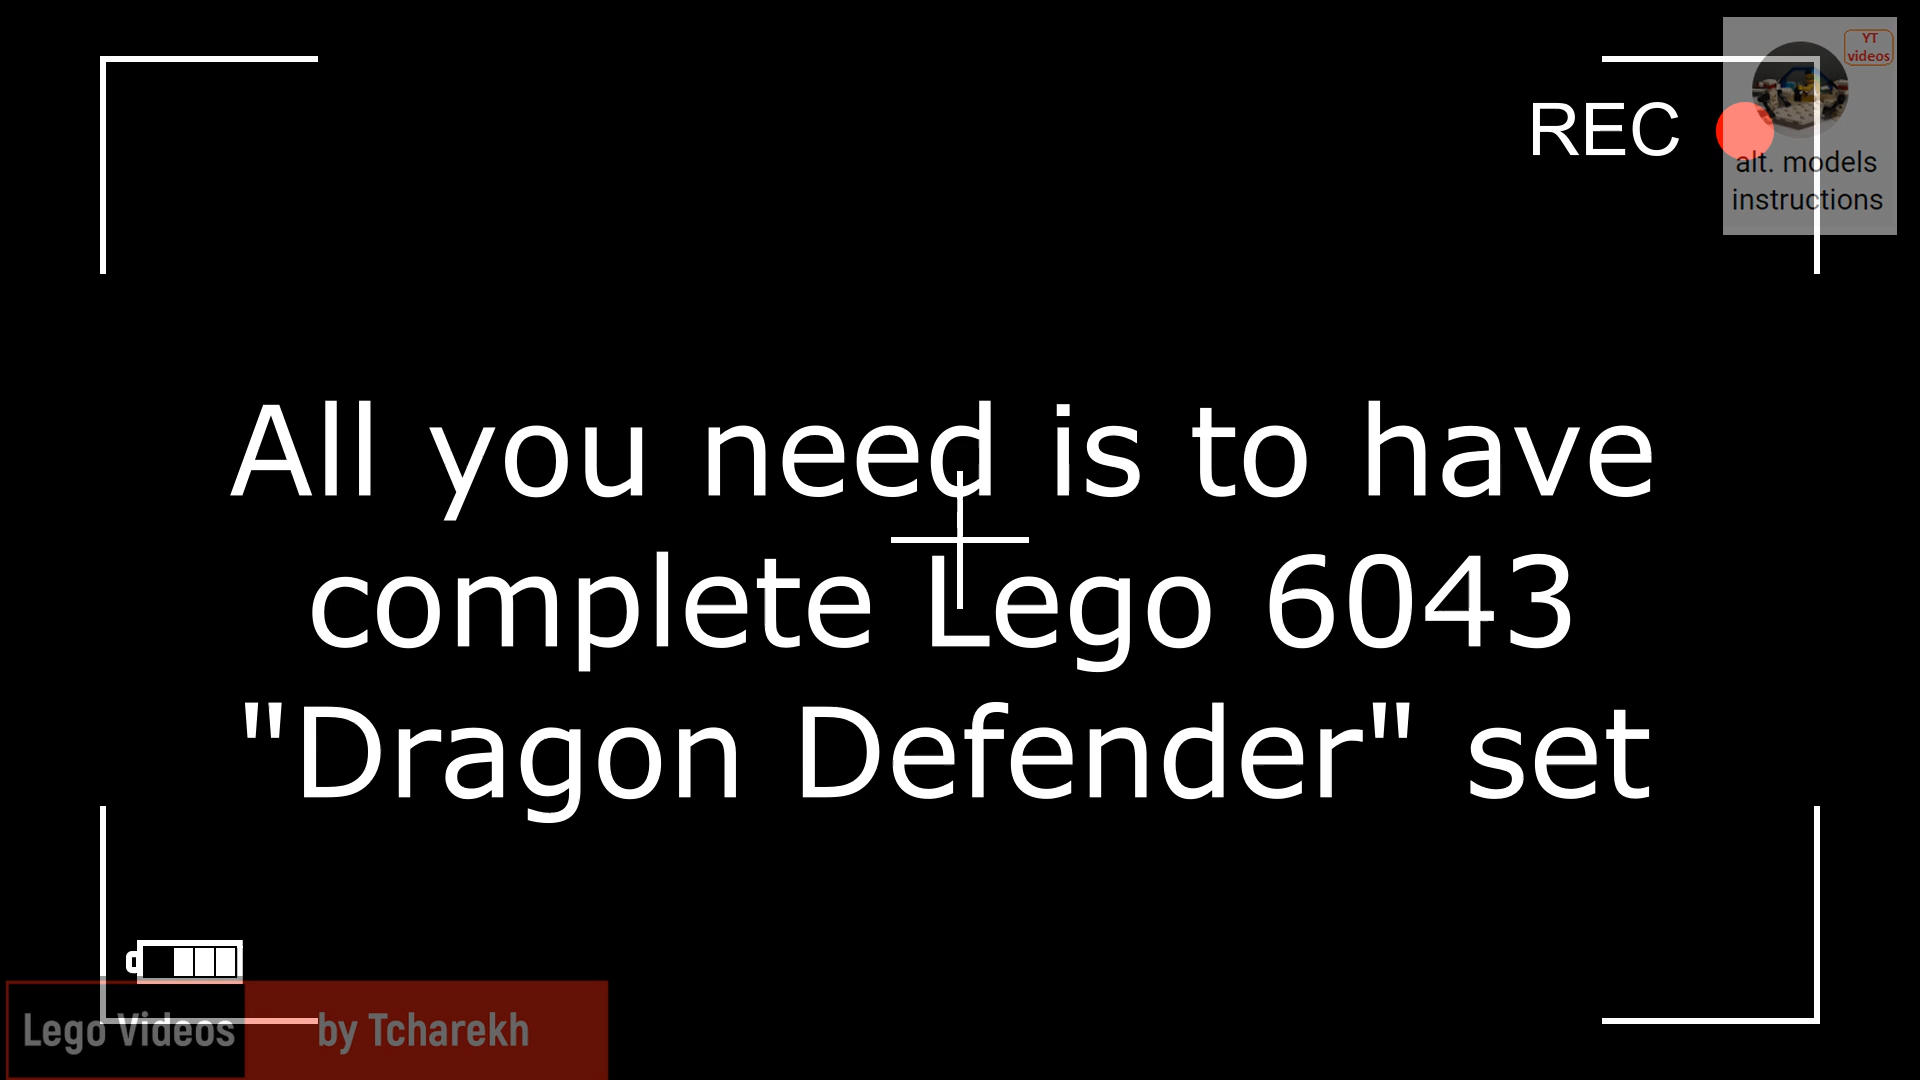 YT
videos
REC
alt. models
instructions
All you need is to have
complete Lego 6043
"Dragon Defender" set
Lego Videos by Tcharekh